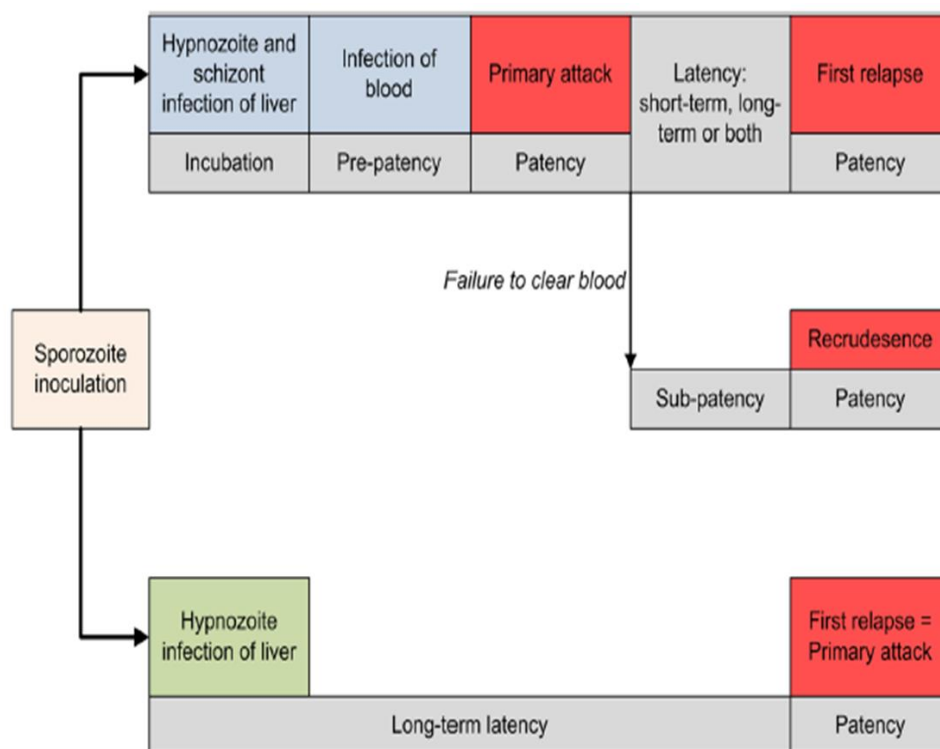 Hypnozoite and
schizont
infection of liver
Infection of
blood
Primary attack
Latency:
short-term, long-
term or both
First relapse
Incubation
Pre-patency
Patency
Patency
Failure to clear blood
Sporozoite
inoculation
Recrudesence
Sub-patency
Patency
Hypnozoite
infection of liver
First relapse =
Primary attack
Long-term latency
Patency